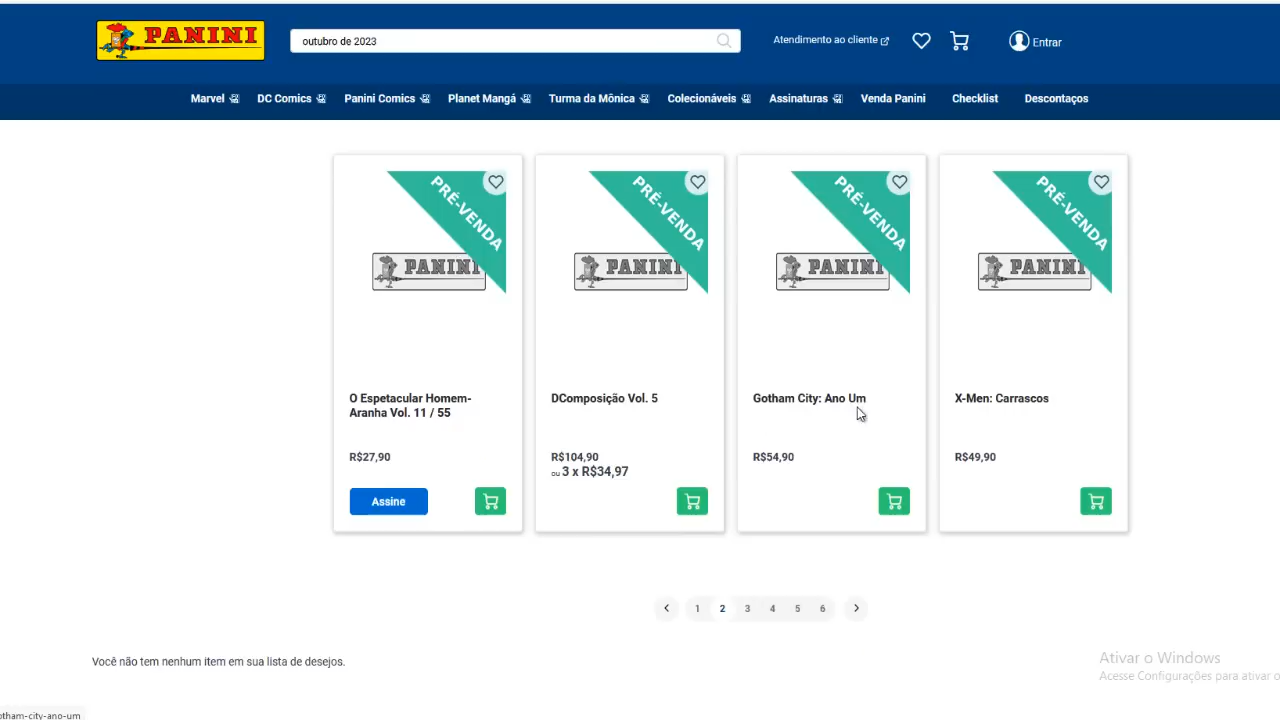 PANINI
outubro de 2023
Atendimento ao cliente
Entrar
Marvel
DC Comics
Panini Comics
Planet Mangá
Turma da Mônica
Colecionáveis
Assinaturas
Venda Panini
Checklist
Descontaços
PRÉ-VENDA
PANINI
PRÉ-VENDA
PANINI
PRÉ-VENDA
PANINI
PRÉ-VENDA
PANINI
O Espetacular Homem-
Aranha Vol. 11 / 55
R$27,90
Assine
DComposição Vol. 5
R$104,90
ou 3 x R$34,97
Gotham City: Ano Um
R$54,90
X-Men: Carrascos
R$49,90
1 2 3 4 5 6
Você não tem nenhum item em sua lista de desejos.
Ativar o Windows
Acesse Configurações para ativar o
otham-city-ano-um